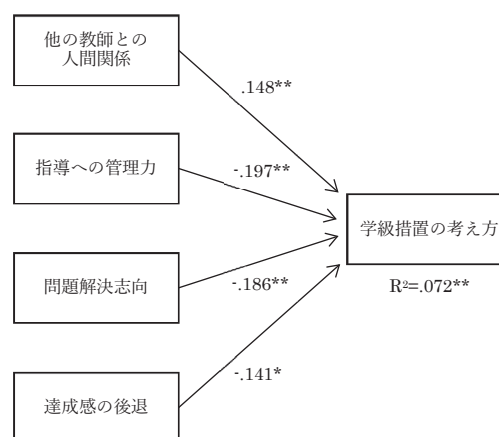 他の教師との
人間関係
.148**
指導への管理力
-.197**
学級措置の考え方
問題解決志向
-.186**
R²=.072**
-.141*
達成感の後退